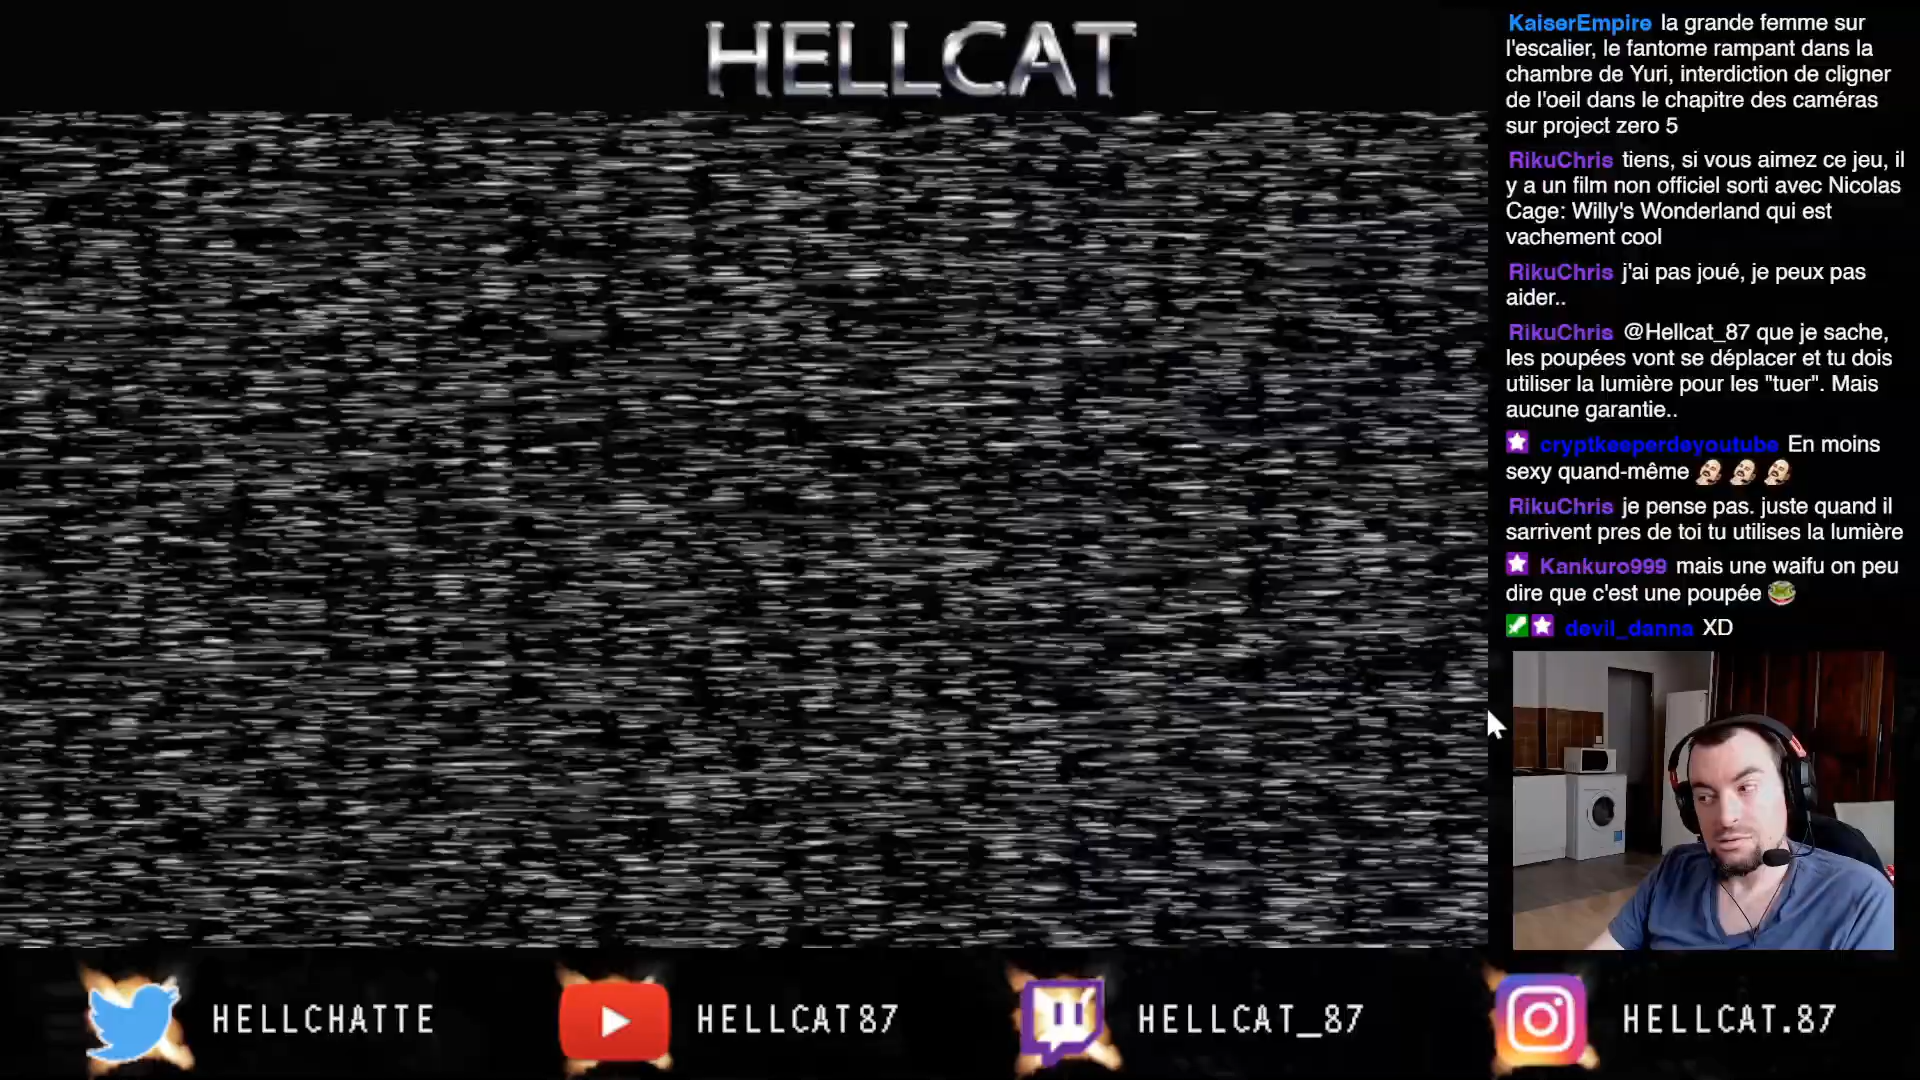 HELLCAT
KaiserEmpire la grande femme sur
l'escalier, le fantome rampant dans la
chambre de Yuri, interdiction de cligner
de l'oeil dans le chapitre des caméras
sur project zero 5
RikuChris tiens, si vous aimez ce jeu, il
y a un film non officiel sorti avec Nicolas
Cage: Willy's Wonderland qui est
vachement cool
RikuChris j'ai pas joué, je peux pas
aider..
RikuChris @Hellcat_87 que je sache,
les poupées vont se déplacer et tu dois
utiliser la lumière pour les "tuer". Mais
aucune garantie..
cryptkeeperdeyoutube En moins
sexy quand-même
RikuChris je pense pas. juste quand il
sarrivent pres de toi tu utilises la lumière
Kankuro999 mais une waifu on peu
dire que c'est une poupée
devil_danna XD
HELLCHATTE
HELLCAT87
HELLCAT_87
HELLCAT.87